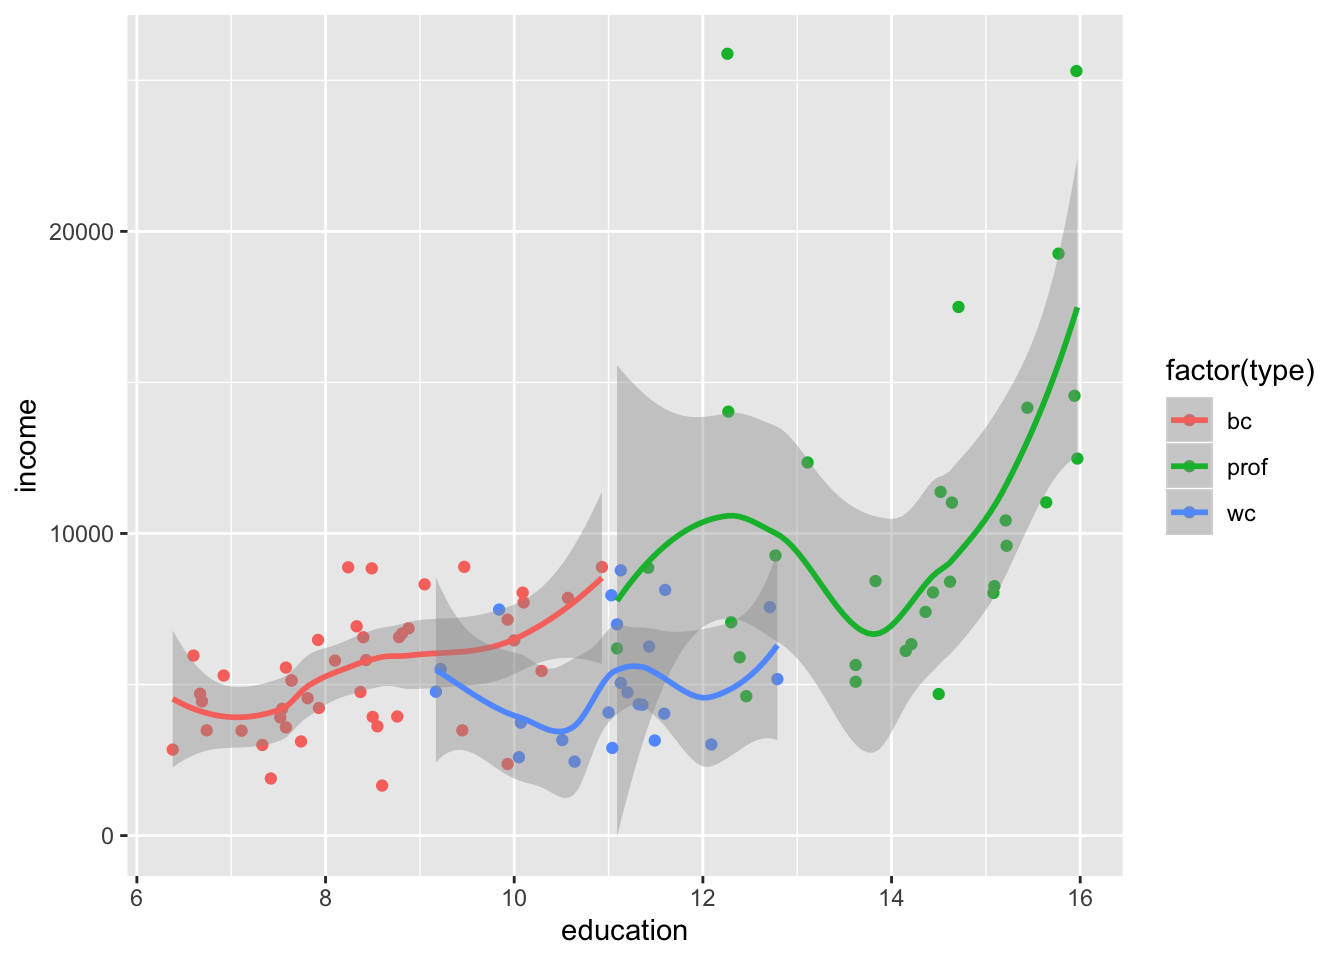 20000
10000
0
income
6 8 10 12 14 16
education
factor(type)
bc
prof
wc